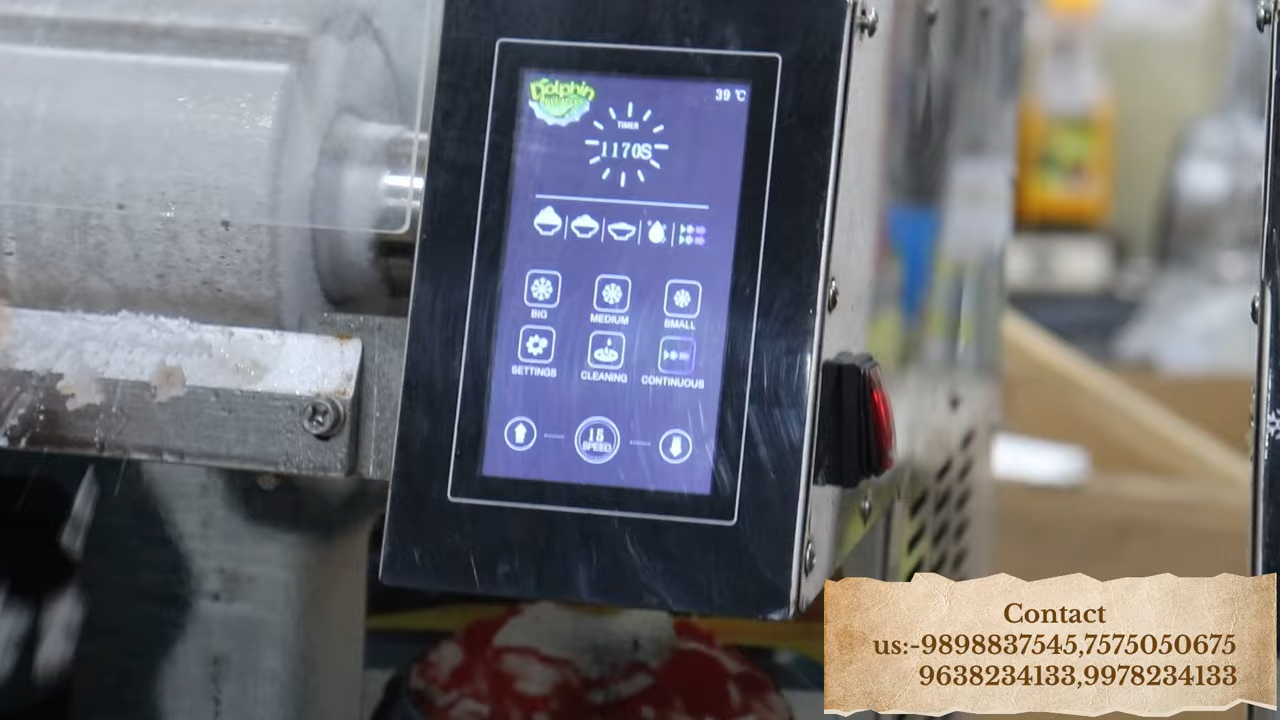 Dolphin
39 ℃
TIMER
1170S
BIG
MEDIUM
SMALL
SETTINGS
CLEANING
CONTINUOUS
15
SPEED
Contact
us:-9898837545,7575050675
9638234133,9978234133